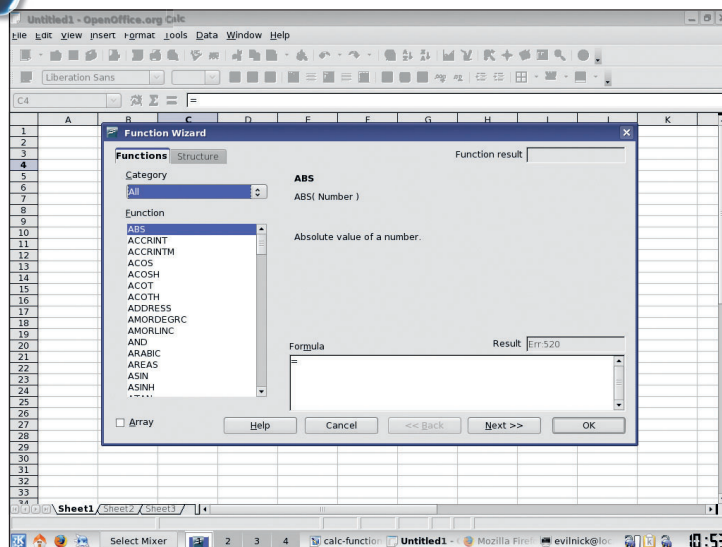 Untitled1 - OpenOffice.org Calc
File Edit View Insert Format Tools Data Window Help
Liberation Sans
C4 Σ = =
A B C D E F G H I J K
Function Wizard
Functions Structure
Function result
Category
All
ABS
ABS( Number )
Function
ABS
Absolute value of a number.
ACCRINT
ACCRINTM
ACOS
ACOSH
ACOT
ACOTH
ADDRESS
AMORDEGRC
AMORLINC
AND
ARABIC
AREAS
ASIN
ASINH
Formula
Result Err:520
=
Array
Help Cancel << Back Next >> OK
1
2
3
4
5
6
7
8
9
10
11
12
13
14
15
16
17
18
19
20
21
22
23
24
25
26
27
28
29
30
31
32
33
34
Sheet1 Sheet2 Sheet3
Select Mixer 2 3 4 calc-function Untitled1 - Mozilla Firef evilnick@loc